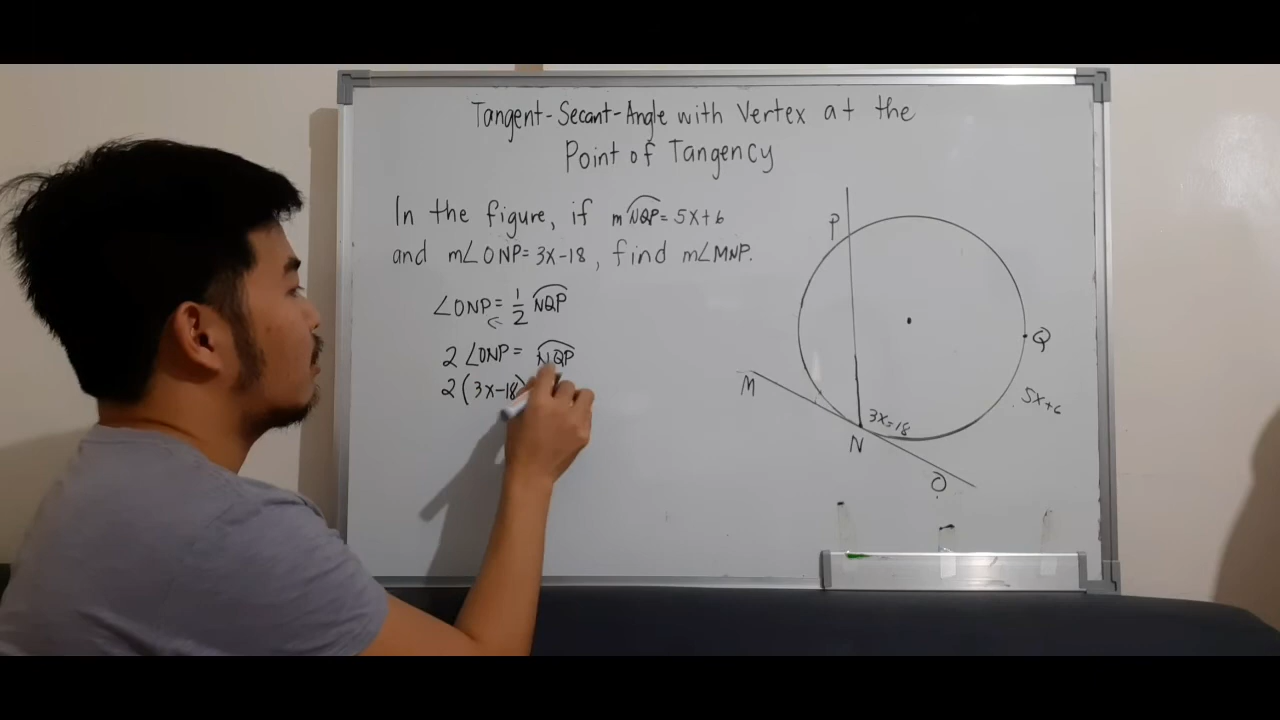 Tangent-Secant-Angle with Vertex at the
Point of Tangency
In the figure, if m NQP = 5x+6
and m∠ONP = 3x-18, find m∠MNP.
∠ONP = 1/2 NQP
2 ∠ONP = NQP
2(3x-18)
P
Q
M
5x+6
3x-18
N
O